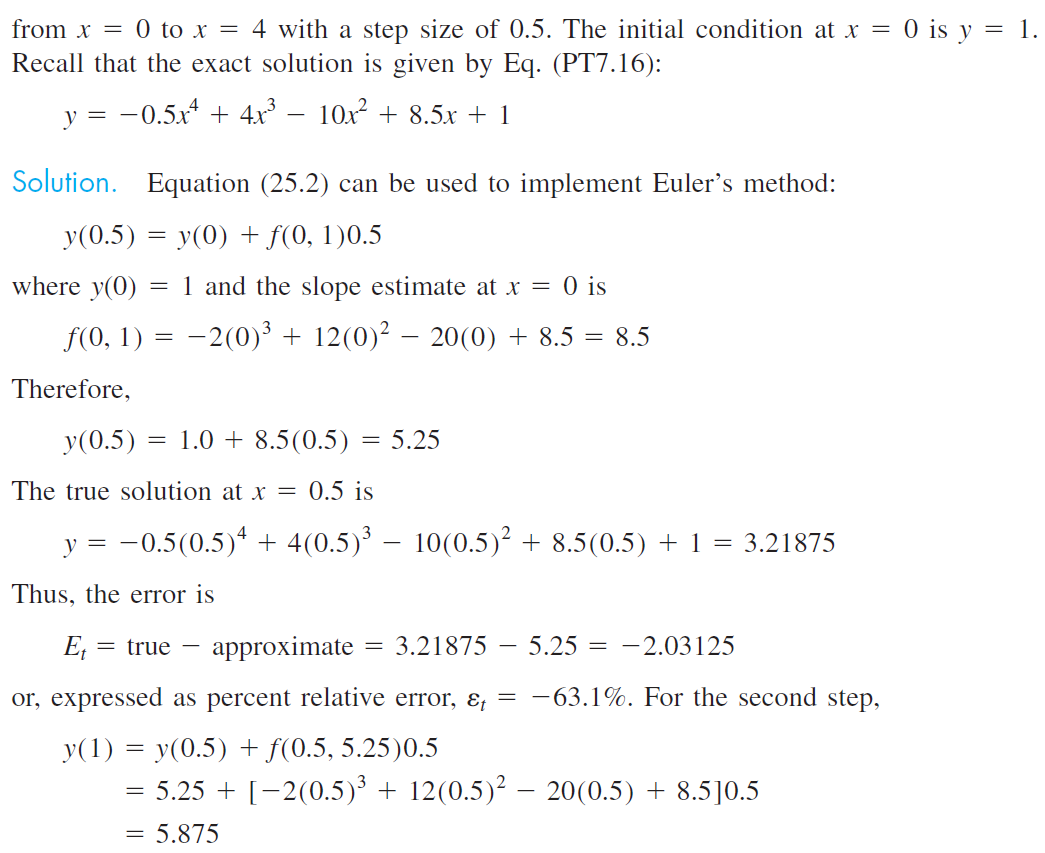 from x = 0 to x = 4 with a step size of 0.5. The initial condition at x = 0 is y = 1.
Recall that the exact solution is given by Eq. (PT7.16):
y = −0.5x⁴ + 4x³ − 10x² + 8.5x + 1
Solution. Equation (25.2) can be used to implement Euler’s method:
y(0.5) = y(0) + f(0, 1)0.5
where y(0) = 1 and the slope estimate at x = 0 is
f(0, 1) = −2(0)³ + 12(0)² − 20(0) + 8.5 = 8.5
Therefore,
y(0.5) = 1.0 + 8.5(0.5) = 5.25
The true solution at x = 0.5 is
y = −0.5(0.5)⁴ + 4(0.5)³ − 10(0.5)² + 8.5(0.5) + 1 = 3.21875
Thus, the error is
Eₜ = true − approximate = 3.21875 − 5.25 = −2.03125
or, expressed as percent relative error, εₜ = −63.1%. For the second step,
y(1) = y(0.5) + f(0.5, 5.25)0.5
= 5.25 + [−2(0.5)³ + 12(0.5)² − 20(0.5) + 8.5]0.5
= 5.875